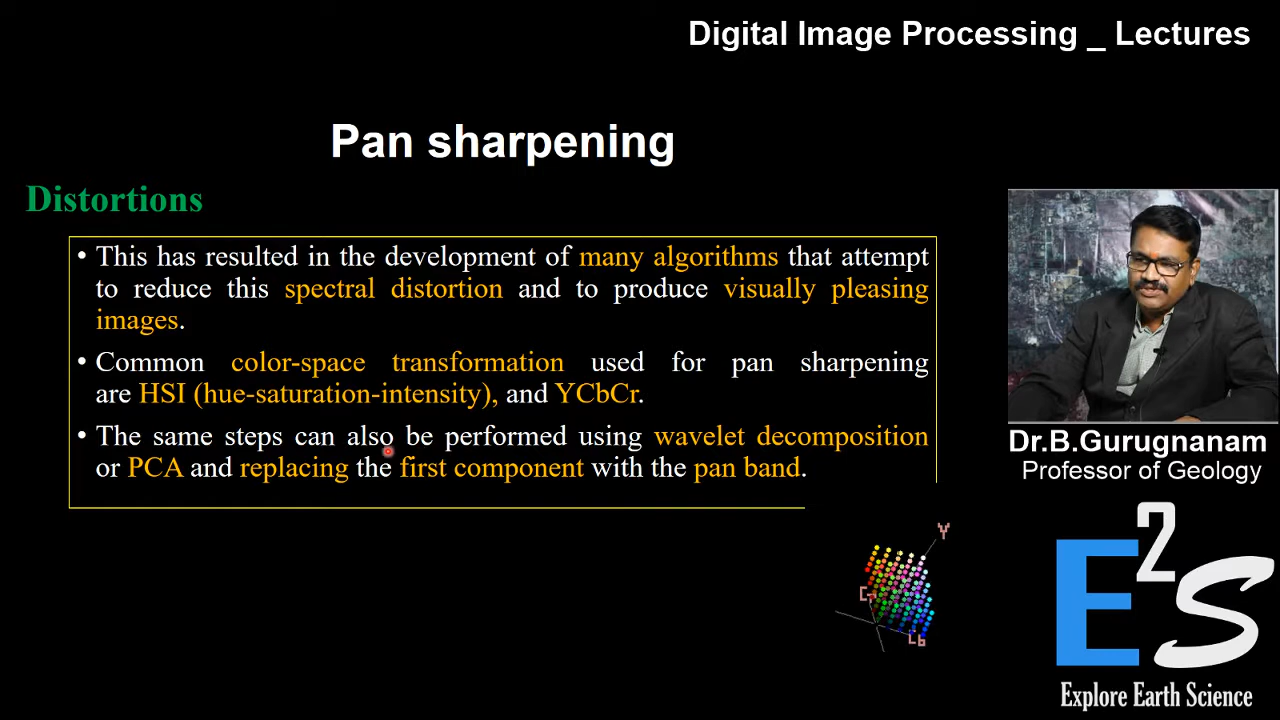 Digital Image Processing _ Lectures
Pan sharpening
Distortions
• This has resulted in the development of many algorithms that attempt
to reduce this spectral distortion and to produce visually pleasing
images.
• Common color-space transformation used for pan sharpening
are HSI (hue-saturation-intensity), and YCbCr.
• The same steps can also be performed using wavelet decomposition
or PCA and replacing the first component with the pan band.
Dr.B.Gurugnanam
Professor of Geology
Y
Cr
Cb
E2S
Explore Earth Science